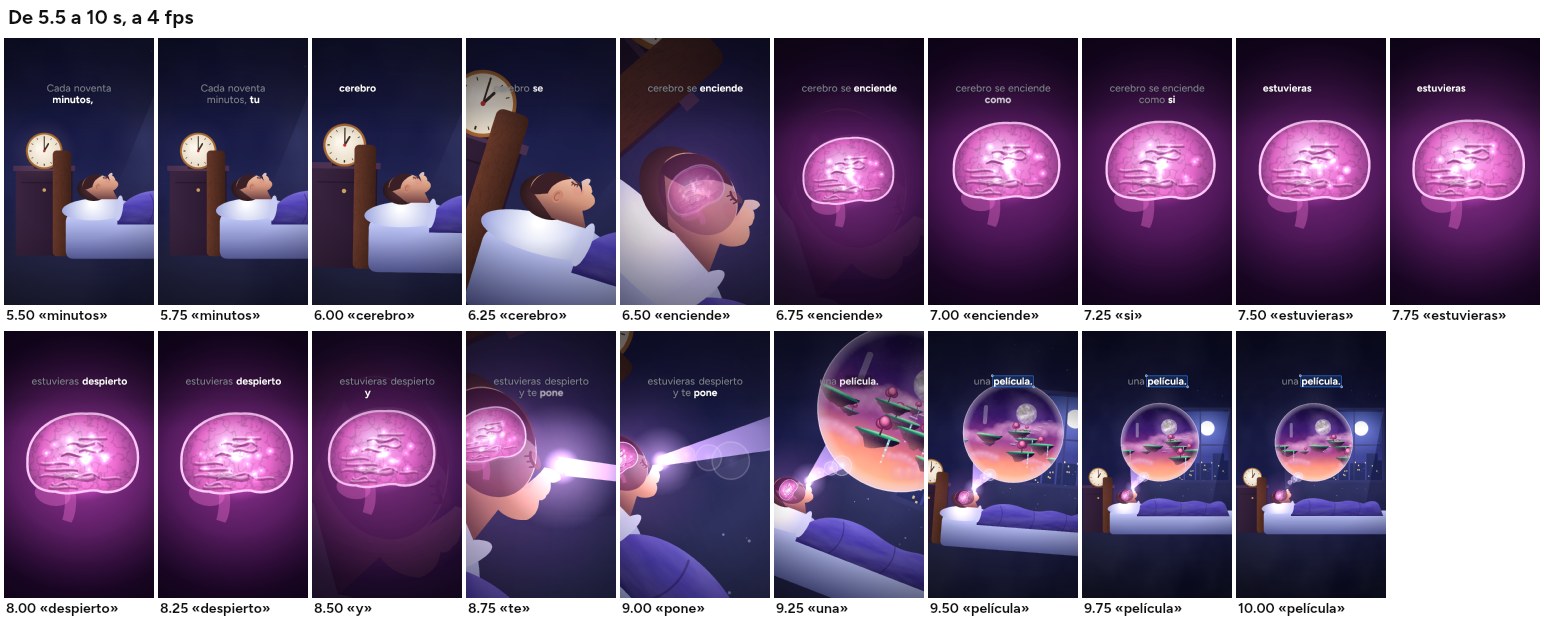 De 5.5 a 10 s, a 4 fps
Cada noventa
minutos,
Cada noventa
minutos, tu
cerebro
cerebro se
cerebro se enciende
cerebro se enciende
cerebro se enciende
como
cerebro se enciende
como si
estuvieras
estuvieras
5.50 «minutos»
5.75 «minutos»
6.00 «cerebro»
6.25 «cerebro»
6.50 «enciende»
6.75 «enciende»
7.00 «enciende»
7.25 «si»
7.50 «estuvieras»
7.75 «estuvieras»
estuvieras despierto
estuvieras despierto
estuvieras despierto
y
estuvieras despierto
y te pone
estuvieras despierto
y te pone
una película.
una película.
una película.
una película.
8.00 «despierto»
8.25 «despierto»
8.50 «y»
8.75 «te»
9.00 «pone»
9.25 «una»
9.50 «película»
9.75 «película»
10.00 «película»